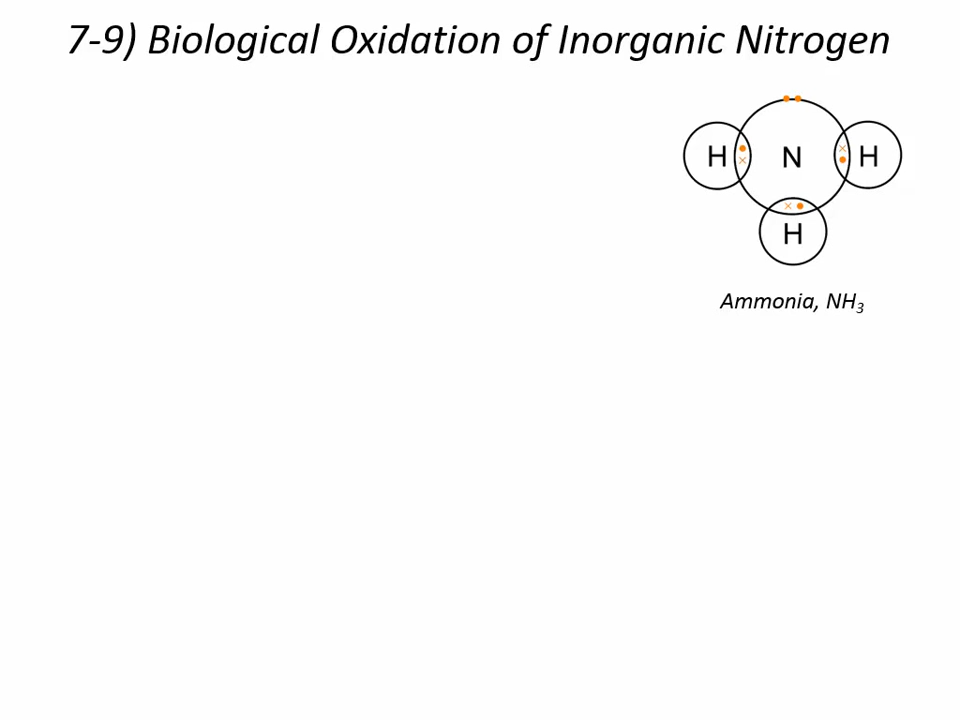 7-9) Biological Oxidation of Inorganic Nitrogen
H N H
H
Ammonia, NH₃